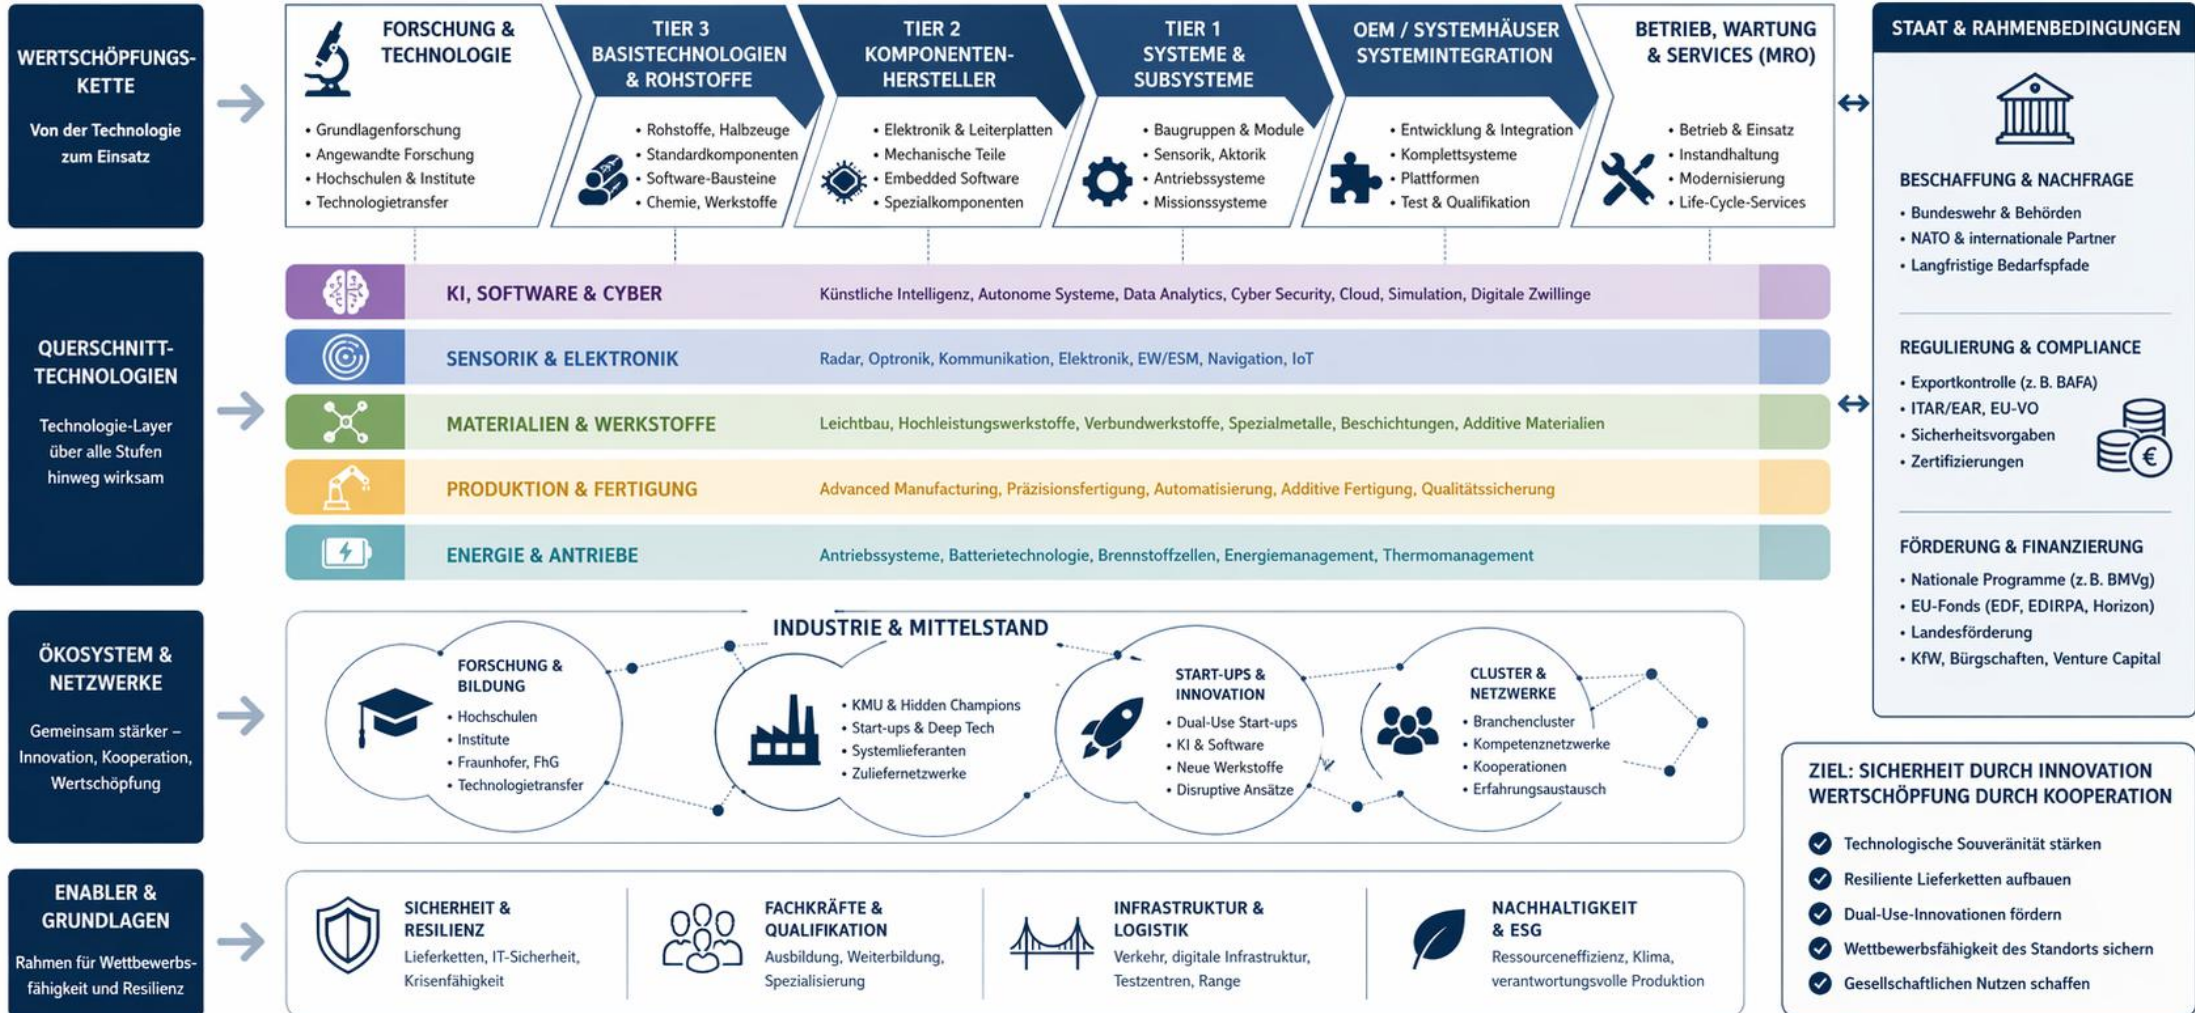 WERTSCHÖPFUNGS-
KETTE
Von der Technologie
zum Einsatz
FORSCHUNG &
TECHNOLOGIE
• Grundlagenforschung
• Angewandte Forschung
• Hochschulen & Institute
• Technologietransfer
TIER 3
BASISTECHNOLOGIEN
& ROHSTOFFE
• Rohstoffe, Halbzeuge
• Standardkomponenten
• Software-Bausteine
• Chemie, Werkstoffe
TIER 2
KOMPONENTEN-
HERSTELLER
• Elektronik & Leiterplatten
• Mechanische Teile
• Embedded Software
• Spezialkomponenten
TIER 1
SYSTEME &
SUBSYSTEME
• Baugruppen & Module
• Sensorik, Aktorik
• Antriebssysteme
• Missionssysteme
OEM / SYSTEMHÄUSER
SYSTEMINTEGRATION
• Entwicklung & Integration
• Komplettsysteme
• Plattformen
• Test & Qualifikation
BETRIEB, WARTUNG
& SERVICES (MRO)
• Betrieb & Einsatz
• Instandhaltung
• Modernisierung
• Life-Cycle-Services
QUERSCHNITT-
TECHNOLOGIEN
Technologie-Layer
über alle Stufen
hinweg wirksam
KI, SOFTWARE & CYBER
Künstliche Intelligenz, Autonome Systeme, Data Analytics, Cyber Security, Cloud, Simulation, Digitale Zwillinge
SENSORIK & ELEKTRONIK
Radar, Optronik, Kommunikation, Elektronik, EW/ESM, Navigation, IoT
MATERIALIEN & WERKSTOFFE
Leichtbau, Hochleistungswerkstoffe, Verbundwerkstoffe, Spezialmetalle, Beschichtungen, Additive Materialien
PRODUKTION & FERTIGUNG
Advanced Manufacturing, Präzisionsfertigung, Automatisierung, Additive Fertigung, Qualitätssicherung
ENERGIE & ANTRIEBE
Antriebssysteme, Batterietechnologie, Brennstoffzellen, Energiemanagement, Thermomanagement
ÖKOSYSTEM &
NETZWERKE
Gemeinsam stärker –
Innovation, Kooperation,
Wertschöpfung
FORSCHUNG &
BILDUNG
• Hochschulen
• Institute
• Fraunhofer, FhG
• Technologietransfer
INDUSTRIE & MITTELSTAND
• KMU & Hidden Champions
• Start-ups & Deep Tech
• Systemlieferanten
• Zuliefernetzwerke
START-UPS &
INNOVATION
• Dual-Use Start-ups
• KI & Software
• Neue Werkstoffe
• Disruptive Ansätze
CLUSTER &
NETZWERKE
• Branchencluster
• Kompetenznetzwerke
• Kooperationen
• Erfahrungsaustausch
ENABLER &
GRUNDLAGEN
Rahmen für Wettbewerbs-
fähigkeit und Resilienz
SICHERHEIT &
RESILIENZ
Lieferketten, IT-Sicherheit,
Krisenfähigkeit
FACHKRÄFTE &
QUALIFIKATION
Ausbildung, Weiterbildung,
Spezialisierung
INFRASTRUKTUR &
LOGISTIK
Verkehr, digitale Infrastruktur,
Testzentren, Range
NACHHALTIGKEIT
& ESG
Ressourceneffizienz, Klima,
verantwortungsvolle Produktion
STAAT & RAHMENBEDINGUNGEN
BESCHAFFUNG & NACHFRAGE
• Bundeswehr & Behörden
• NATO & internationale Partner
• Langfristige Bedarfspfade
REGULIERUNG & COMPLIANCE
• Exportkontrolle (z. B. BAFA)
• ITAR/EAR, EU-VO
• Sicherheitsvorgaben
• Zertifizierungen
€
FÖRDERUNG & FINANZIERUNG
• Nationale Programme (z. B. BMVg)
• EU-Fonds (EDF, EDIRPA, Horizon)
• Landesförderung
• KfW, Bürgschaften, Venture Capital
ZIEL: SICHERHEIT DURCH INNOVATION
WERTSCHÖPFUNG DURCH KOOPERATION
Technologische Souveränität stärken
Resiliente Lieferketten aufbauen
Dual-Use-Innovationen fördern
Wettbewerbsfähigkeit des Standorts sichern
Gesellschaftlichen Nutzen schaffen